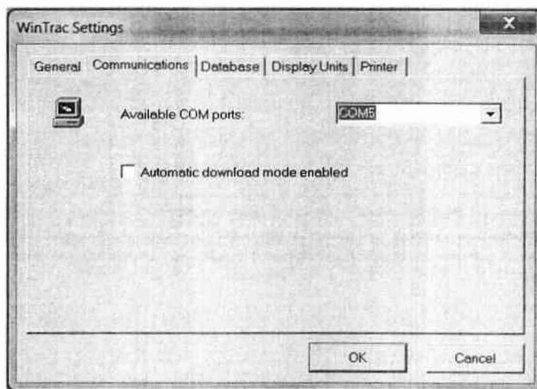 WinTrac Settings
X
General Communications Database Display Units Printer
Available COM ports: COM5
Automatic download mode enabled
OK Cancel